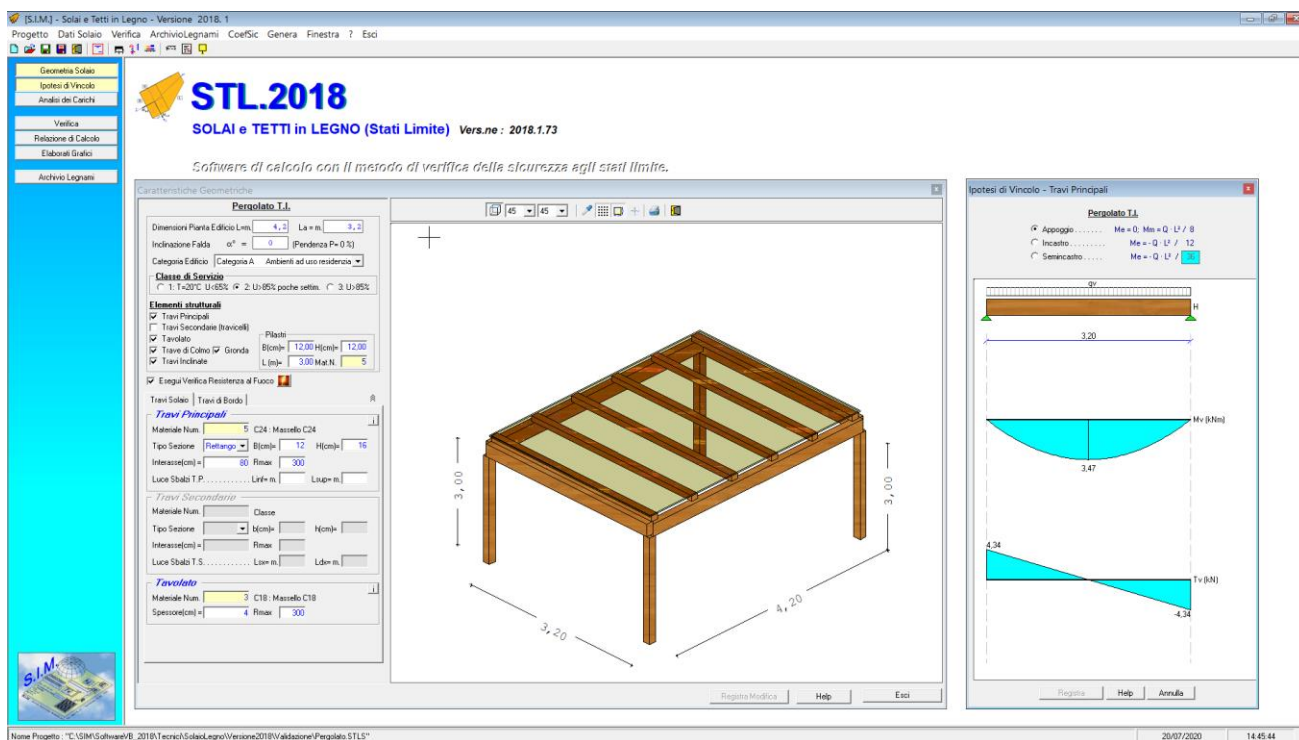 [S.I.M.] - Solai e Tetti in Legno - Versione 2018. 1
Progetto Dati Solaio Verifica ArchivioLegnami CoefSic Genera Finestra ? Esci
Geometria Solaio
Ipotesi di Vincolo
Analisi dei Carichi
Verifica
Relazione di Calcolo
Elaborati Grafici
Archivio Legnami
STL.2018
SOLAI e TETTI in LEGNO (Stati Limite) Vers.ne : 2018.1.73
Software di calcolo con il metodo di verifica della sicurezza agli stati limite.
Caratteristiche Geometriche
Pergolato T.I.
Dimensioni Pianta Edificio L=m. 4,2 La = m. 3,2
Inclinazione Falda α° = 0 (Pendenza P= 0 %)
Categoria Edificio Categoria A Ambienti ad uso residenzia
Classe di Servizio
1: T=20°C U<65% 2: U>85% poche settim. 3: U>85%
Elementi strutturali
Travi Principali
Travi Secondarie (travicelli)
Tavolato
Trave di Colmo Gronda
Travi Inclinate
Pilastri
B(cm)= 12,00 H(cm)= 12,00
L (m)= 3,00 Mat.N. 5
Esegui Verifica Resistenza al Fuoco
Travi Solaio Travi di Bordo
Travi Principali
Materiale Num. 5 C24 : Massello C24
Tipo Sezione Rettango B(cm)= 12 H(cm)= 16
Interasse(cm) = 80 Rmax 300
Luce Sbalzi T.P. . . . . . . . . . . . Linf= m. Lsup= m.
Travi Secondarie
Materiale Num. Classe
Tipo Sezione b(cm)= h(cm)=
Interasse(cm) = Rmax
Luce Sbalzi T.S. . . . . . . . . . . . Lsx= m. Ldx= m.
Tavolato
Materiale Num. 3 C18 : Massello C18
Spessore(cm) = 4 Rmax 300
45 45
3,00
3,00
3,20
4,20
Registra Modifica Help Esci
Ipotesi di Vincolo - Travi Principali
Pergolato T.I.
Appoggio . . . . . . . Me = 0; Mm = Q · L² / 8
Incastro . . . . . . . . . Me = - Q · L² / 12
Semincastro . . . . . Me = - Q · L² / 36
qv
H
3,20
Mv (kNm)
3,47
4,34
Tv (kN)
-4,34
Registra Help Annulla
Nome Progetto : "C:\SIM\SoftwareVB_2018\Tecnici\SolaioLegno\Versione2018\Validazione\Pergolato.STLS"
20/07/2020 14:45:44
S.I.M.